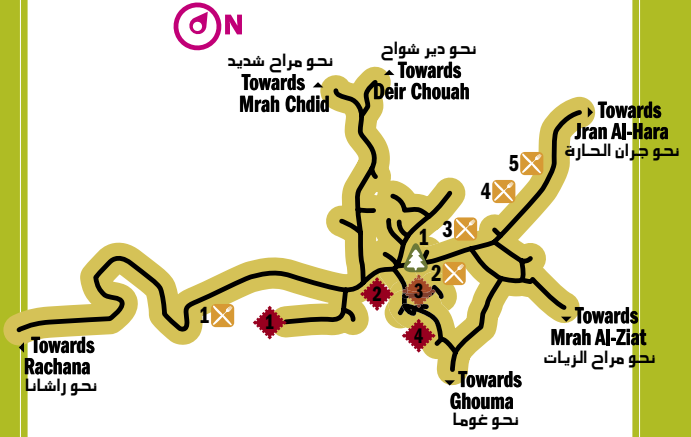 N
نحو دير شواح
Towards
Deir Chouah
نحو مراح شديد
Towards
Mrah Chdid
Towards
Jran Al-Hara
نحو جران الحارة
5
4
3
1
2
3
2
1
1
4
Towards
Rachana
نحو راشانا
Towards
Mrah Al-Ziat
نحو مراح الزيات
Towards
Ghouma
نحو غوما